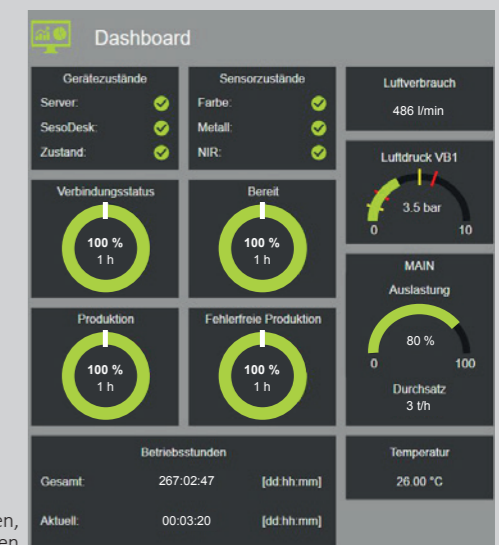 Dashboard
Gerätezustände
Server:
SesoDesk:
Zustand:
Sensorzustände
Farbe:
Metall:
NIR:
Luftverbrauch
486 l/min
Luftdruck VB1
3.5 bar
0 10
Verbindungsstatus
100 %
1 h
Bereit
100 %
1 h
MAIN
Auslastung
80 %
0 100
Durchsatz
3 t/h
Produktion
100 %
1 h
Fehlerfreie Produktion
100 %
1 h
Betriebsstunden
Gesamt: 267:02:47 [dd:hh:mm]
Aktuell: 00:03:20 [dd:hh:mm]
Temperatur
26.00 °C
en,